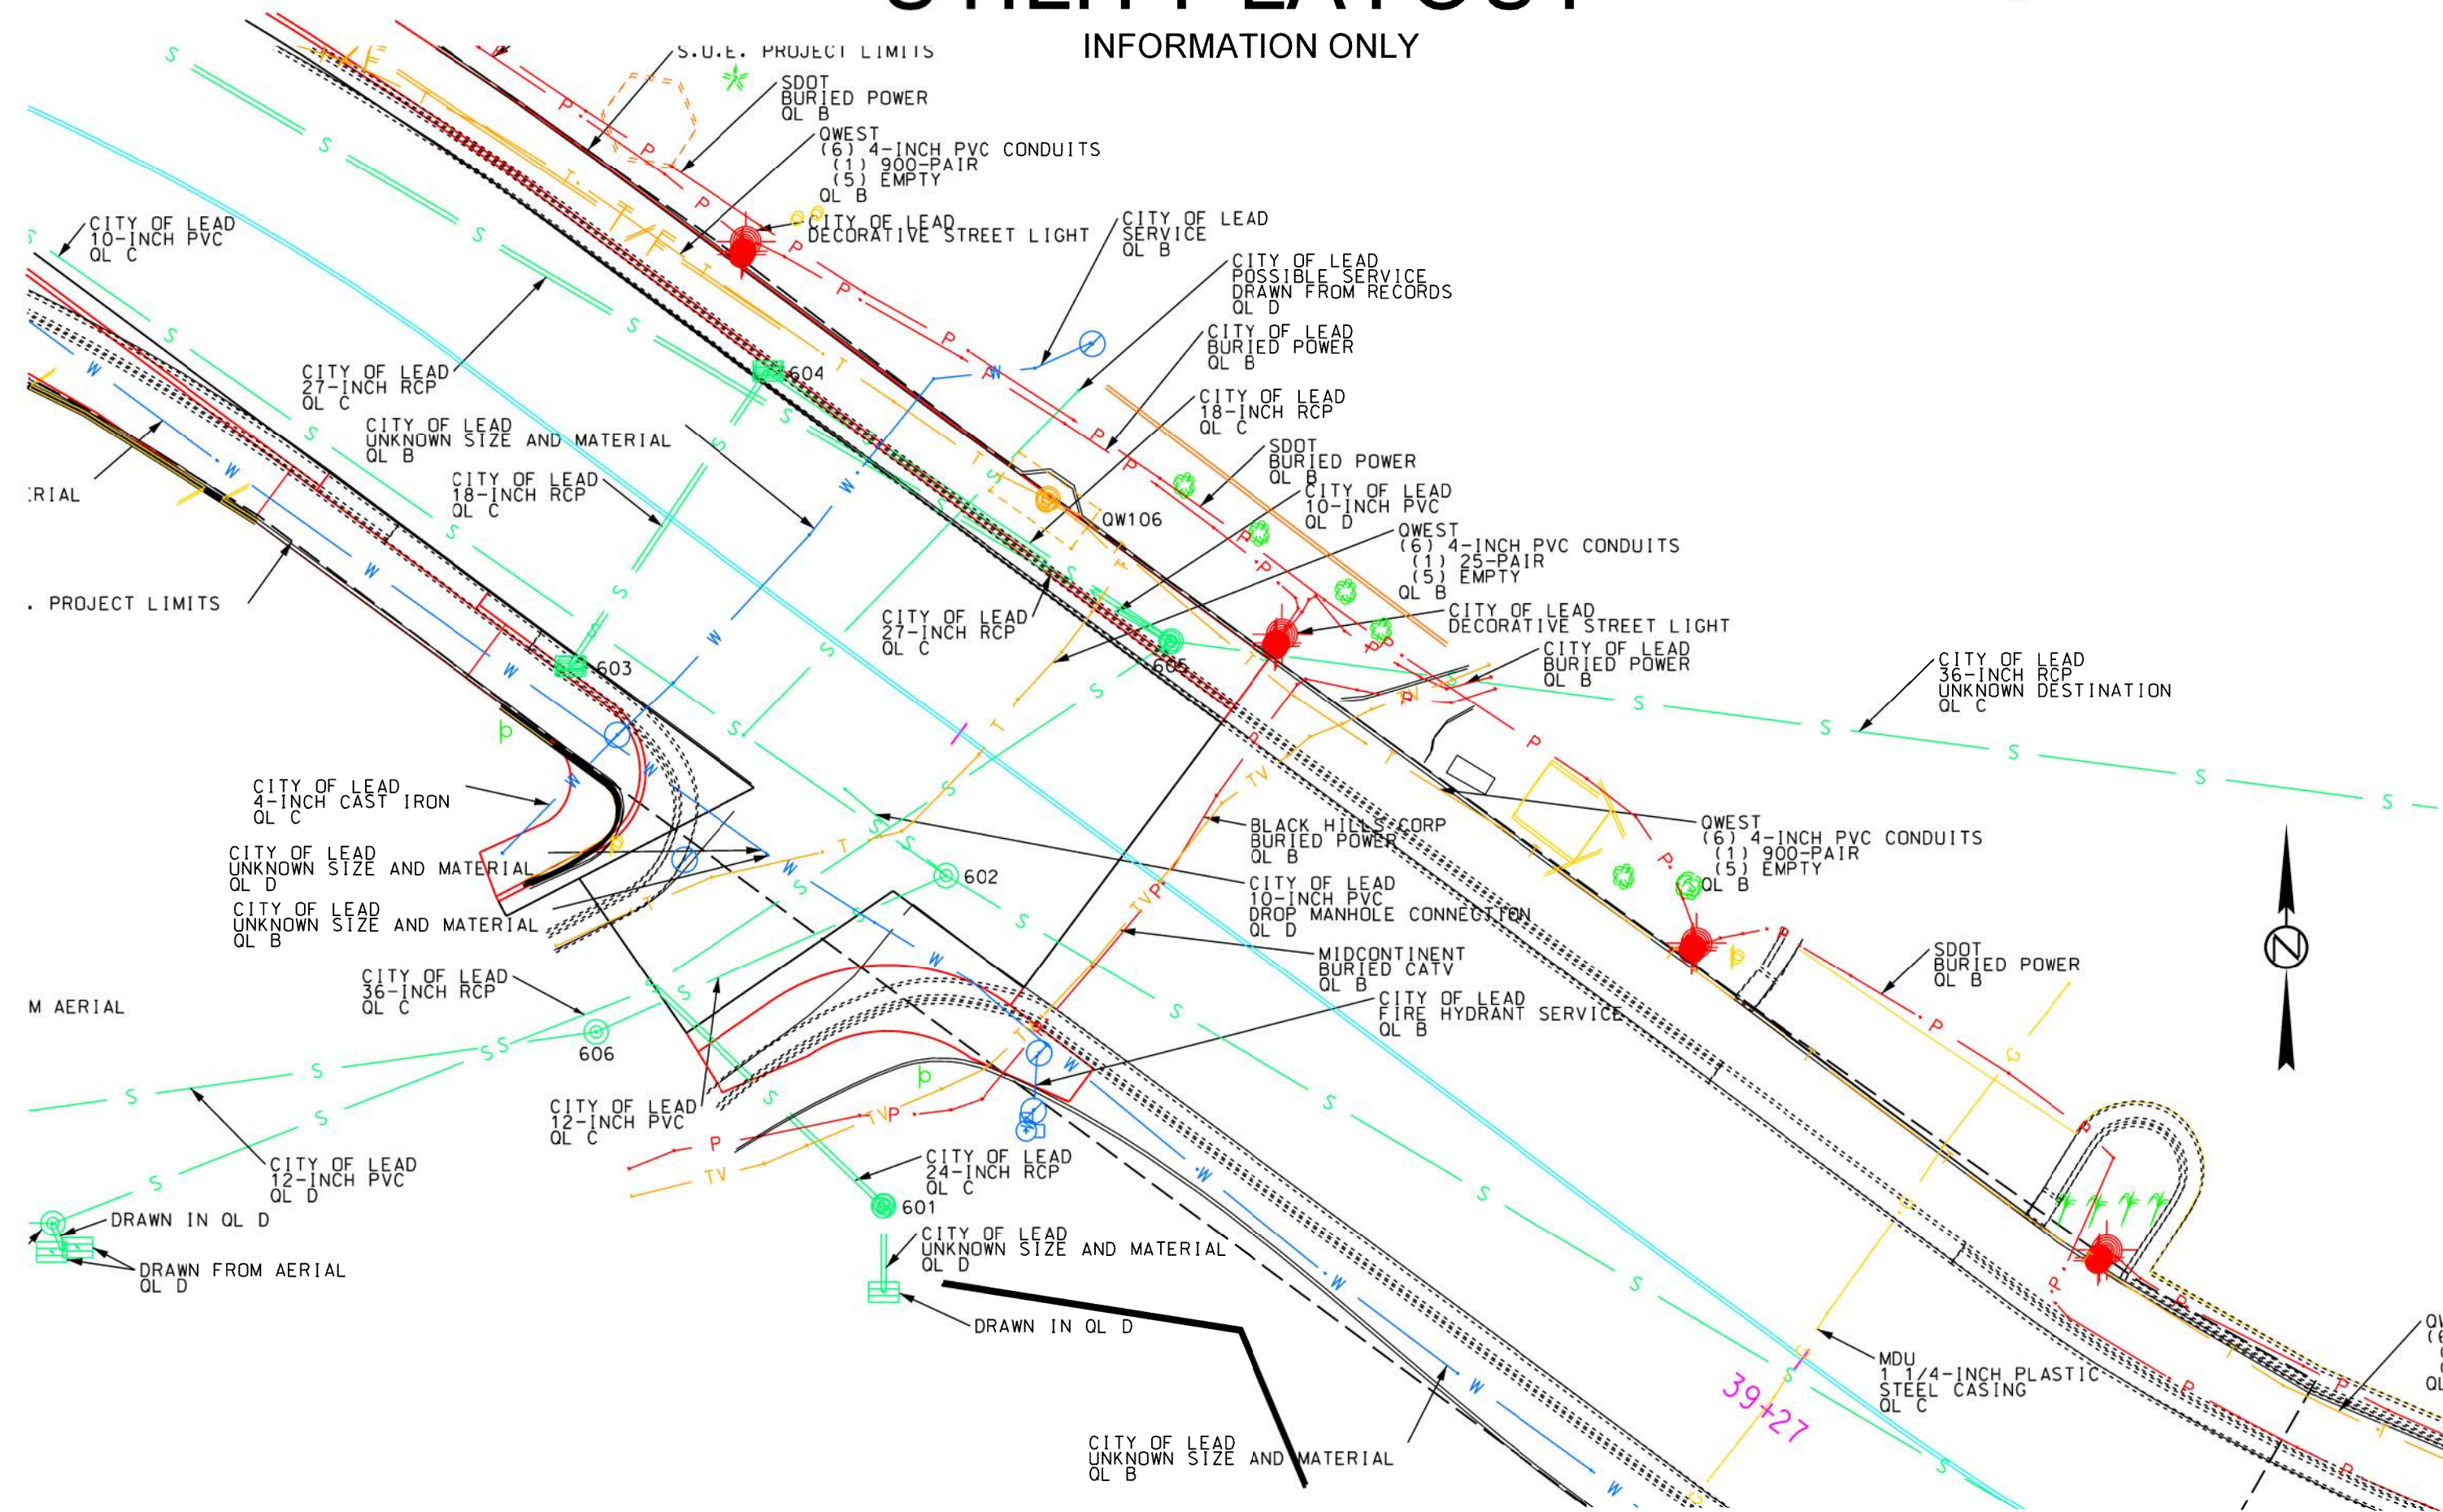 UTILITY LAYOUT
INFORMATION ONLY
S.U.E. PROJECT LIMITS
SDOT
BURIED POWER
QL B
QWEST
(6) 4-INCH PVC CONDUITS
(1) 900-PAIR
(5) EMPTY
QL B
CITY OF LEAD
DECORATIVE STREET LIGHT
CITY OF LEAD
SERVICE
QL B
CITY OF LEAD
POSSIBLE SERVICE
DRAWN FROM RECORDS
QL D
CITY OF LEAD
BURIED POWER
QL B
CITY OF LEAD
18-INCH RCP
QL C
SDOT
BURIED POWER
QL B
CITY OF LEAD
10-INCH PVC
QL D
QWEST
(6) 4-INCH PVC CONDUITS
(1) 25-PAIR
(5) EMPTY
QL B
CITY OF LEAD
DECORATIVE STREET LIGHT
CITY OF LEAD
BURIED POWER
QL B
CITY OF LEAD
36-INCH RCP
UNKNOWN DESTINATION
QL C
CITY OF LEAD
10-INCH PVC
QL C
CITY OF LEAD
27-INCH RCP
QL C
CITY OF LEAD
UNKNOWN SIZE AND MATERIAL
QL B
CITY OF LEAD
18-INCH RCP
QL C
604
QW106
ERIAL
. PROJECT LIMITS
603
CITY OF LEAD
27-INCH RCP
QL C
605
CITY OF LEAD
4-INCH CAST IRON
QL C
CITY OF LEAD
UNKNOWN SIZE AND MATERIAL
QL D
CITY OF LEAD
UNKNOWN SIZE AND MATERIAL
QL B
602
BLACK HILLS CORP
BURIED POWER
QL B
CITY OF LEAD
10-INCH PVC
DROP MANHOLE CONNECTION
QL D
MIDCONTINENT
BURIED CATV
QL B
CITY OF LEAD
FIRE HYDRANT SERVICE
QL B
QWEST
(6) 4-INCH PVC CONDUITS
(1) 900-PAIR
(5) EMPTY
QL B
SDOT
BURIED POWER
QL B
N
CITY OF LEAD
36-INCH RCP
QL C
M AERIAL
606
CITY OF LEAD
12-INCH PVC
QL C
CITY OF LEAD
12-INCH PVC
QL D
DRAWN IN QL D
DRAWN FROM AERIAL
QL D
CITY OF LEAD
24-INCH RCP
QL C
601
CITY OF LEAD
UNKNOWN SIZE AND MATERIAL
QL D
DRAWN IN QL D
CITY OF LEAD
UNKNOWN SIZE AND MATERIAL
QL B
39+27
MDU
1 1/4-INCH PLASTIC
STEEL CASING
QL C